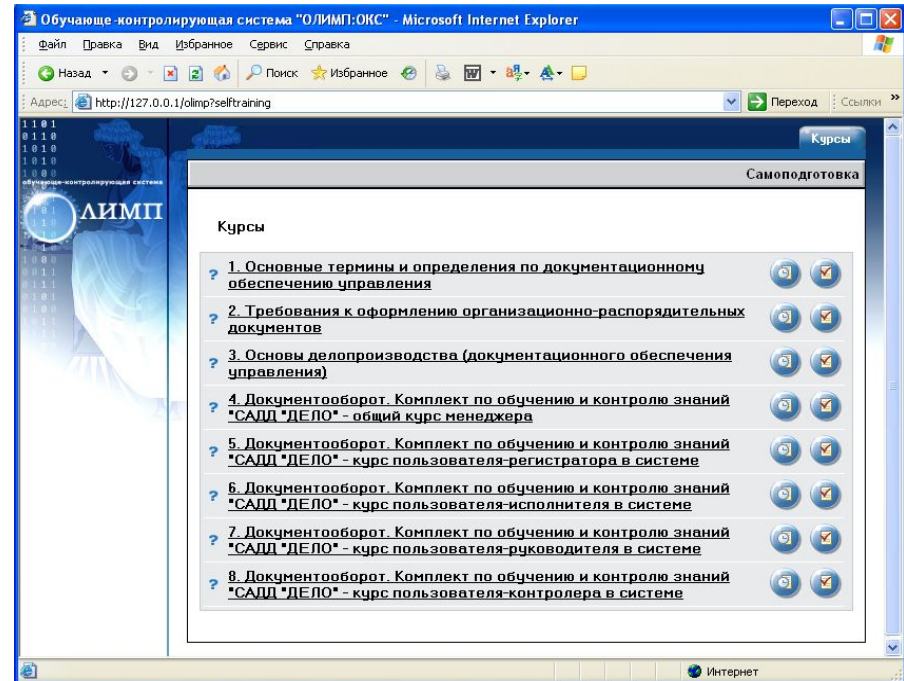 Обучающе-контролирующая система "ОЛИМП:ОКС" - Microsoft Internet Explorer
Файл Правка Вид Избранное Сервис Справка
Назад Поиск Избранное
Адрес: http://127.0.0.1/olimp?selftraining Переход Ссылки »
1101
0110
1010
1010
1000
Курсы
обучающе-контролирующая система
ОЛИМП
Самоподготовка
Курсы
? 1. Основные термины и определения по документационному
обеспечению управления
? 2. Требования к оформлению организационно-распорядительных
документов
? 3. Основы делопроизводства (документационного обеспечения
управления)
? 4. Документооборот. Комплект по обучению и контролю знаний
"САДД "ДЕЛО" - общий курс менеджера
? 5. Документооборот. Комплект по обучению и контролю знаний
"САДД "ДЕЛО" - курс пользователя-регистратора в системе
? 6. Документооборот. Комплект по обучению и контролю знаний
"САДД "ДЕЛО" - курс пользователя-исполнителя в системе
? 7. Документооборот. Комплект по обучению и контролю знаний
"САДД "ДЕЛО" - курс пользователя-руководителя в системе
? 8. Документооборот. Комплект по обучению и контролю знаний
"САДД "ДЕЛО" - курс пользователя-контролера в системе
Интернет